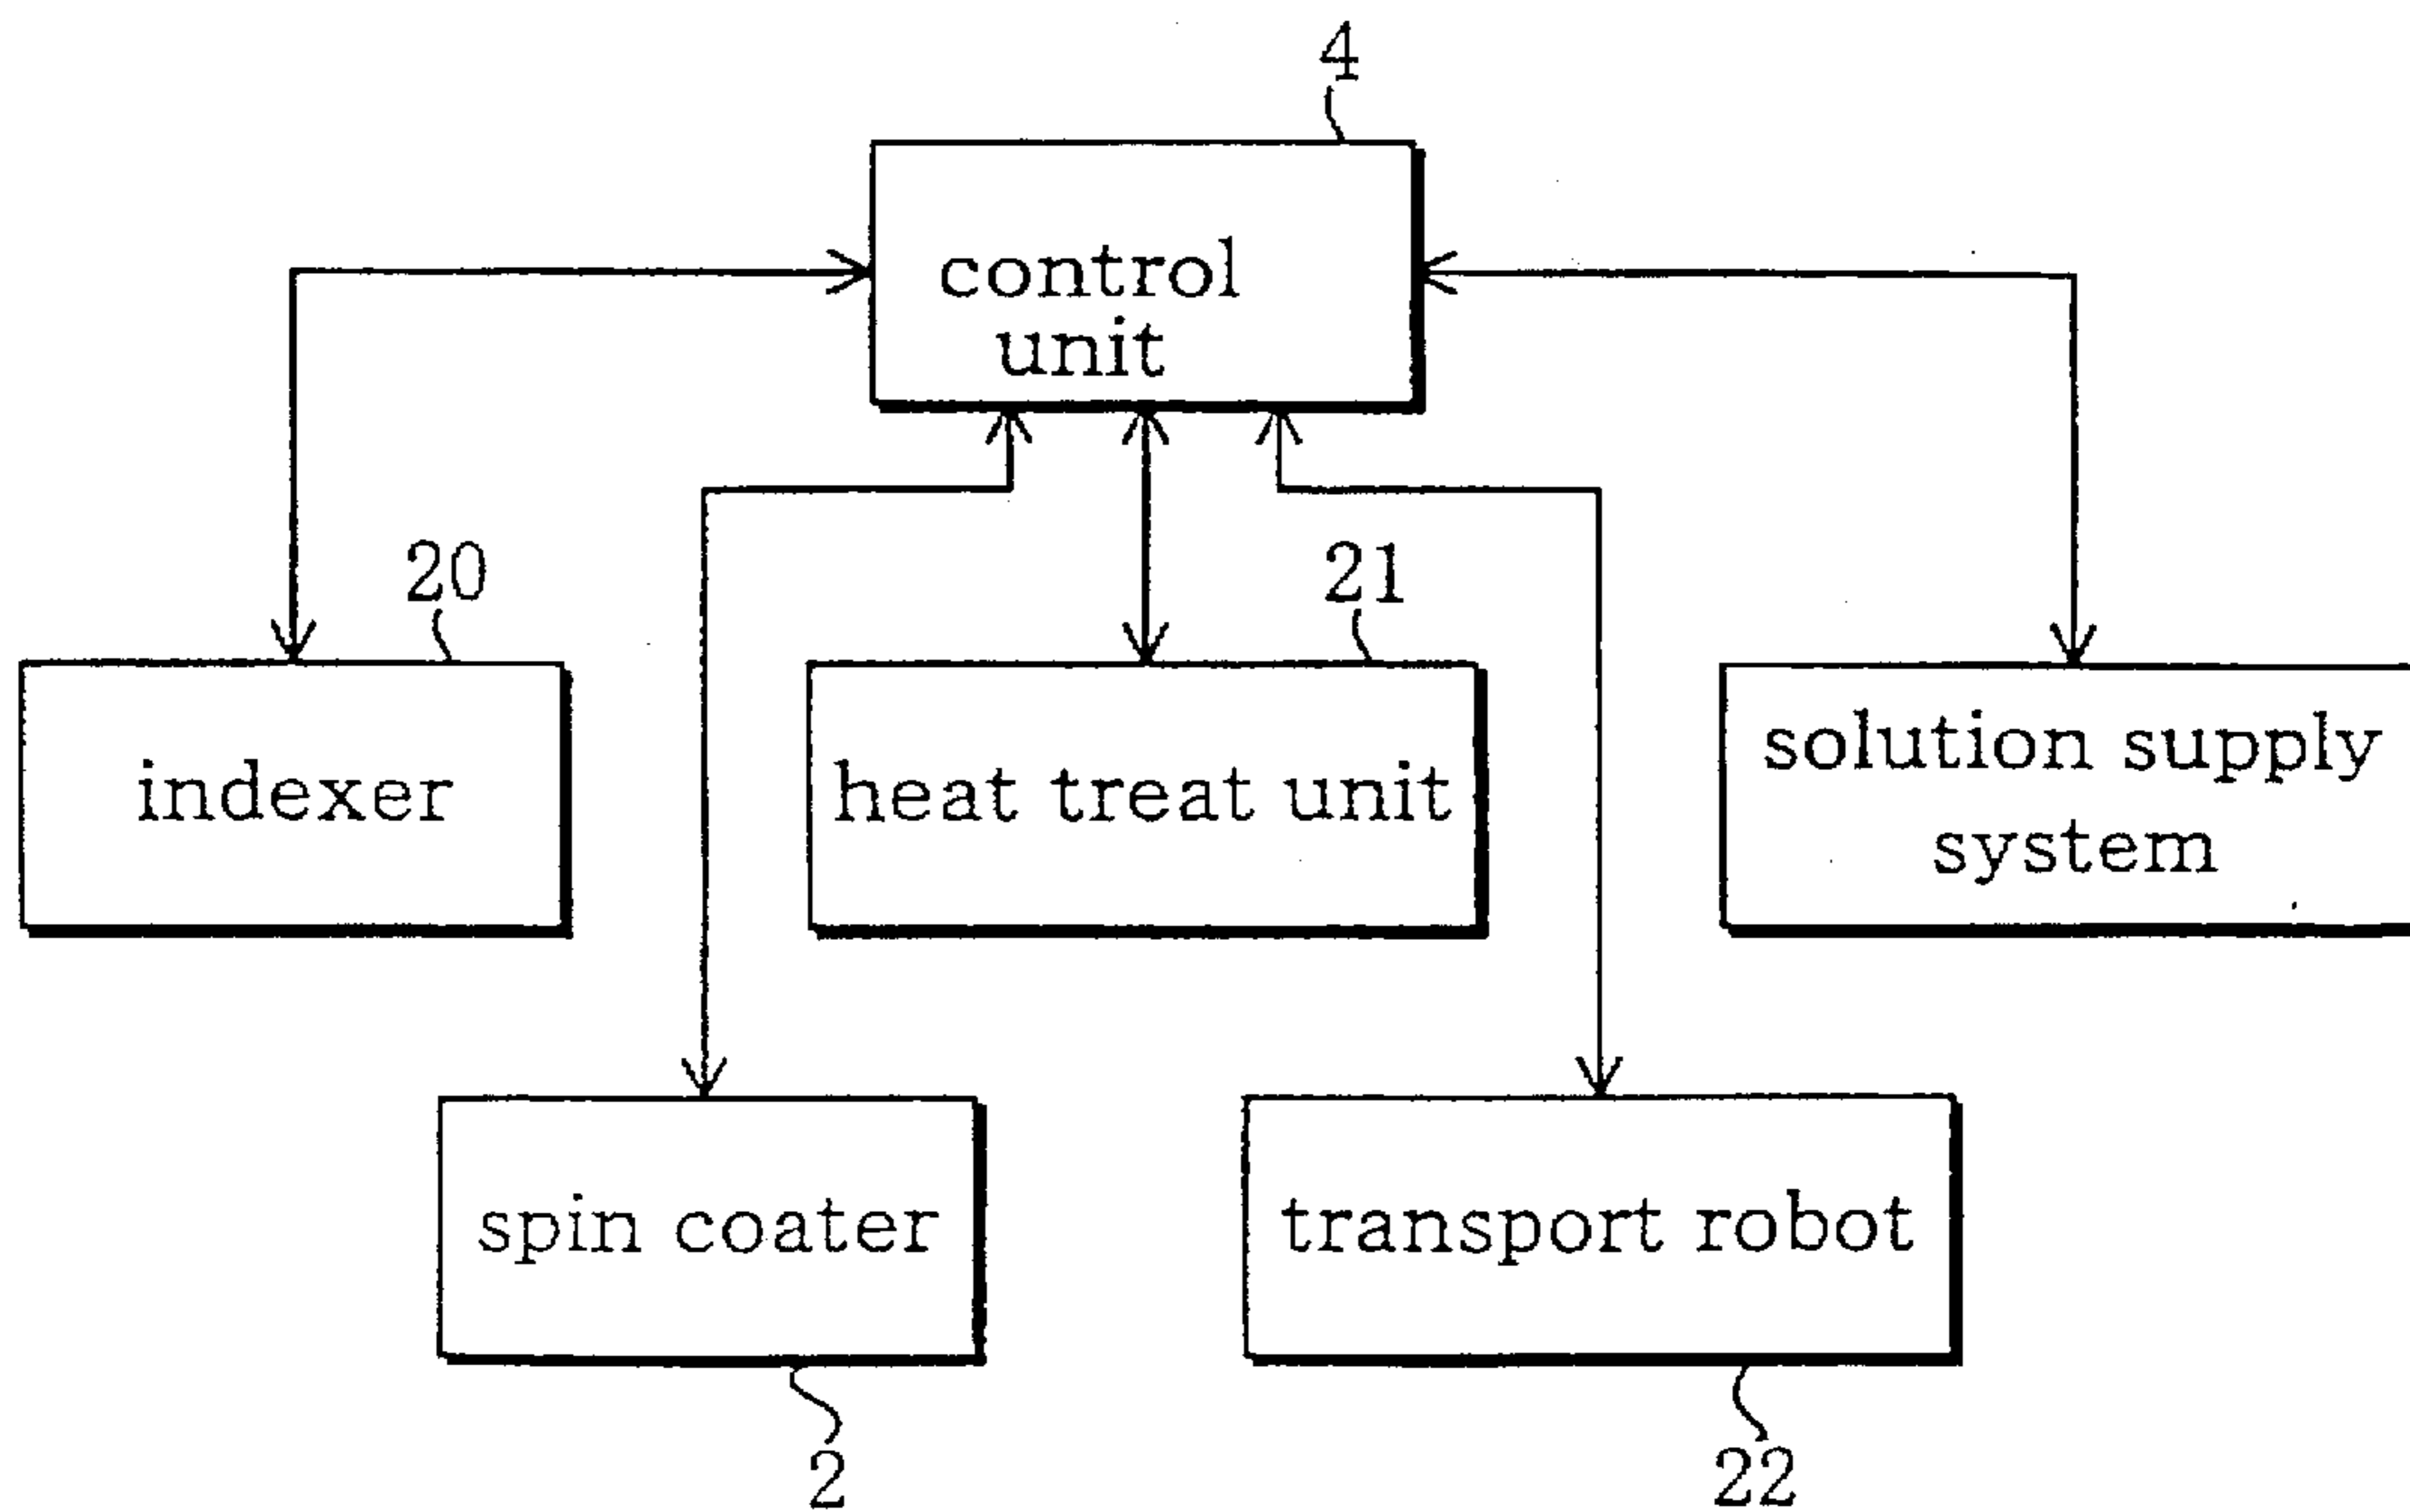 4
control
unit
20
21
indexer
heat treat unit
solution supply
system
spin coater
transport robot
2
22